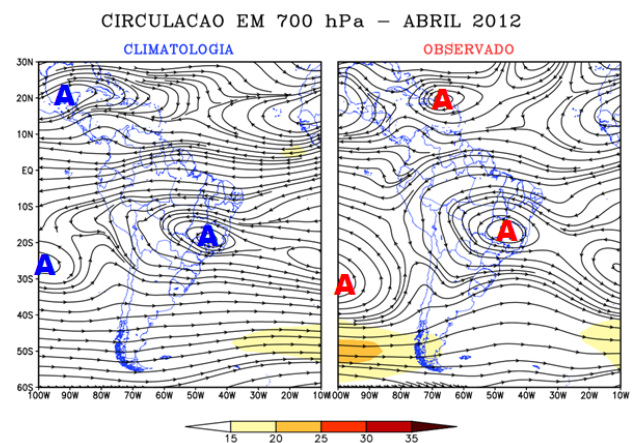 CIRCULACAO EM 700 hPa – ABRIL 2012
CLIMATOLOGIA
OBSERVADO
30N
20N
10N
EQ
10S
20S
30S
40S
50S
60S
A
A
A
A
A
A
100W 90W 80W 70W 60W 50W 40W 30W 20W 10W
100W 90W 80W 70W 60W 50W 40W 30W 20W 10W
15 20 25 30 35